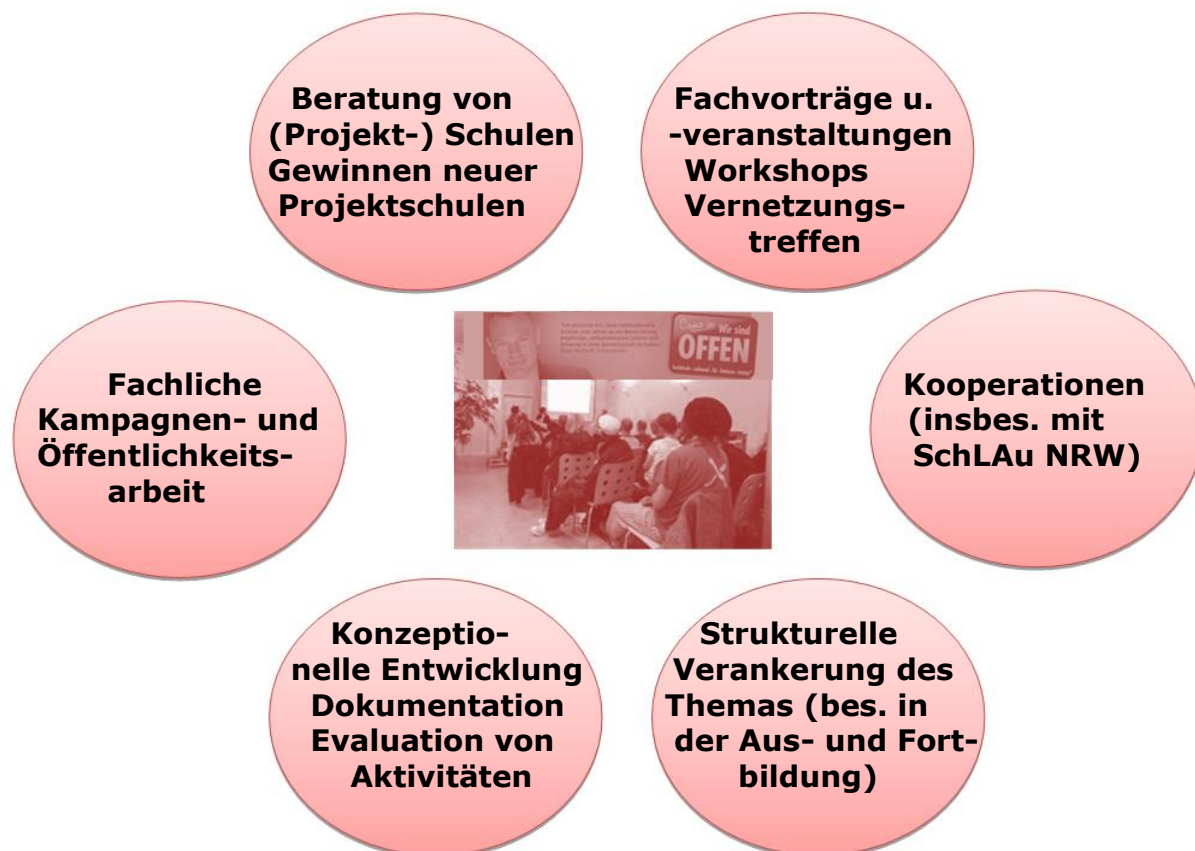 Beratung von
(Projekt-) Schulen
Gewinnen neuer
Projektschulen
Fachvorträge u.
-veranstaltungen
Workshops
Vernetzungs-
treffen
Fachliche
Kampagnen- und
Öffentlichkeits-
arbeit
Wir sind
OFFEN
Kooperationen
(insbes. mit
SchLAu NRW)
Konzeptio-
nelle Entwicklung
Dokumentation
Evaluation von
Aktivitäten
Strukturelle
Verankerung des
Themas (bes. in
der Aus- und Fort-
bildung)